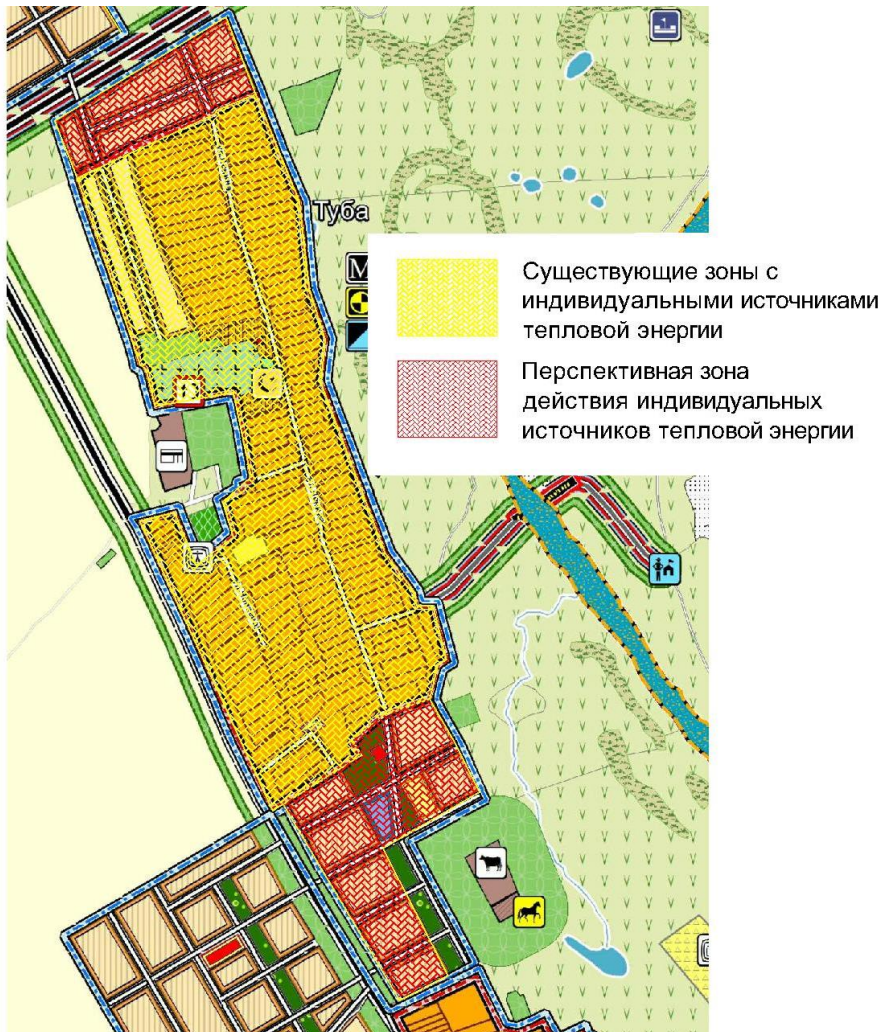 Туба
М
Существующие зоны с
индивидуальными источниками
тепловой энергии
Перспективная зона
действия индивидуальных
источников тепловой энергии